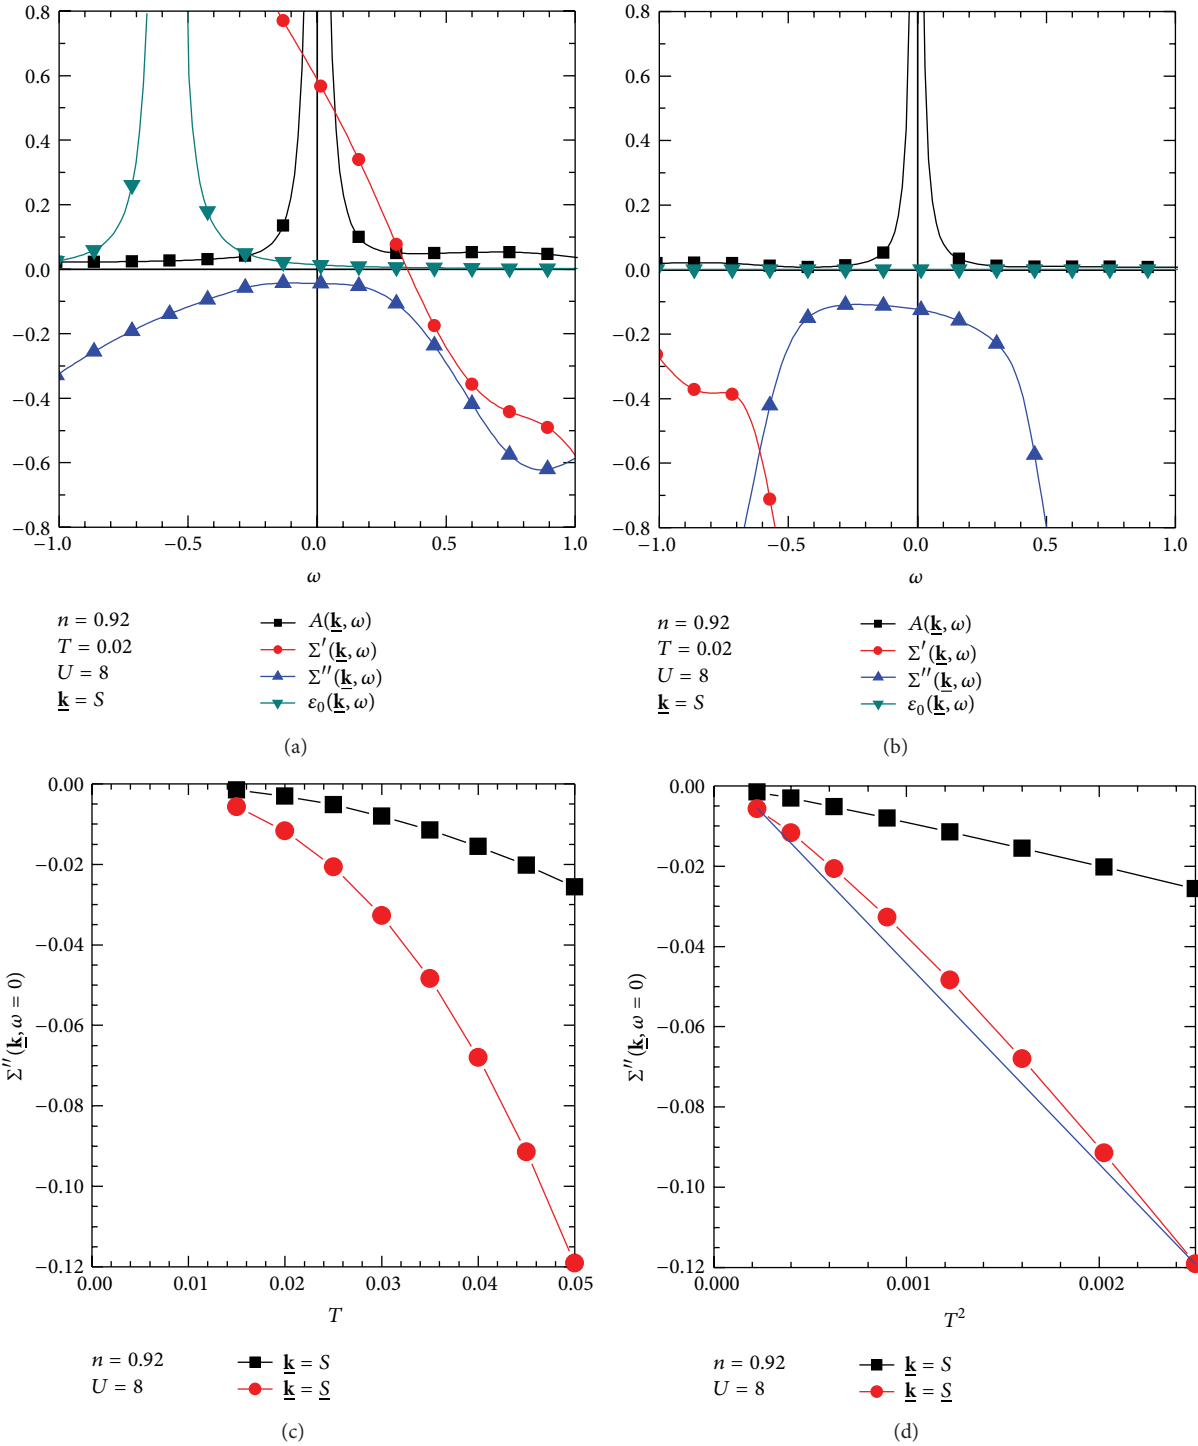 0.8
0.6
0.4
0.2
0.0
−0.2
−0.4
−0.6
−0.8
−1.0 −0.5 0.0 0.5 1.0
ω
n = 0.92
T = 0.02
U = 8
k = S
A(k, ω)
Σ′(k, ω)
Σ′′(k, ω)
ε0(k, ω)
(a)
0.8
0.6
0.4
0.2
0.0
−0.2
−0.4
−0.6
−0.8
−1.0 −0.5 0.0 0.5 1.0
ω
n = 0.92
T = 0.02
U = 8
k = S
A(k, ω)
Σ′(k, ω)
Σ′′(k, ω)
ε0(k, ω)
(b)
Σ′′(k, ω = 0)
0.00
−0.02
−0.04
−0.06
−0.08
−0.10
−0.12
0.00 0.01 0.02 0.03 0.04 0.05
T
n = 0.92
U = 8
k = S
k = S
(c)
Σ′′(k, ω = 0)
0.00
−0.02
−0.04
−0.06
−0.08
−0.10
−0.12
0.000 0.001 0.002
T²
n = 0.92
U = 8
k = S
k = S
(d)